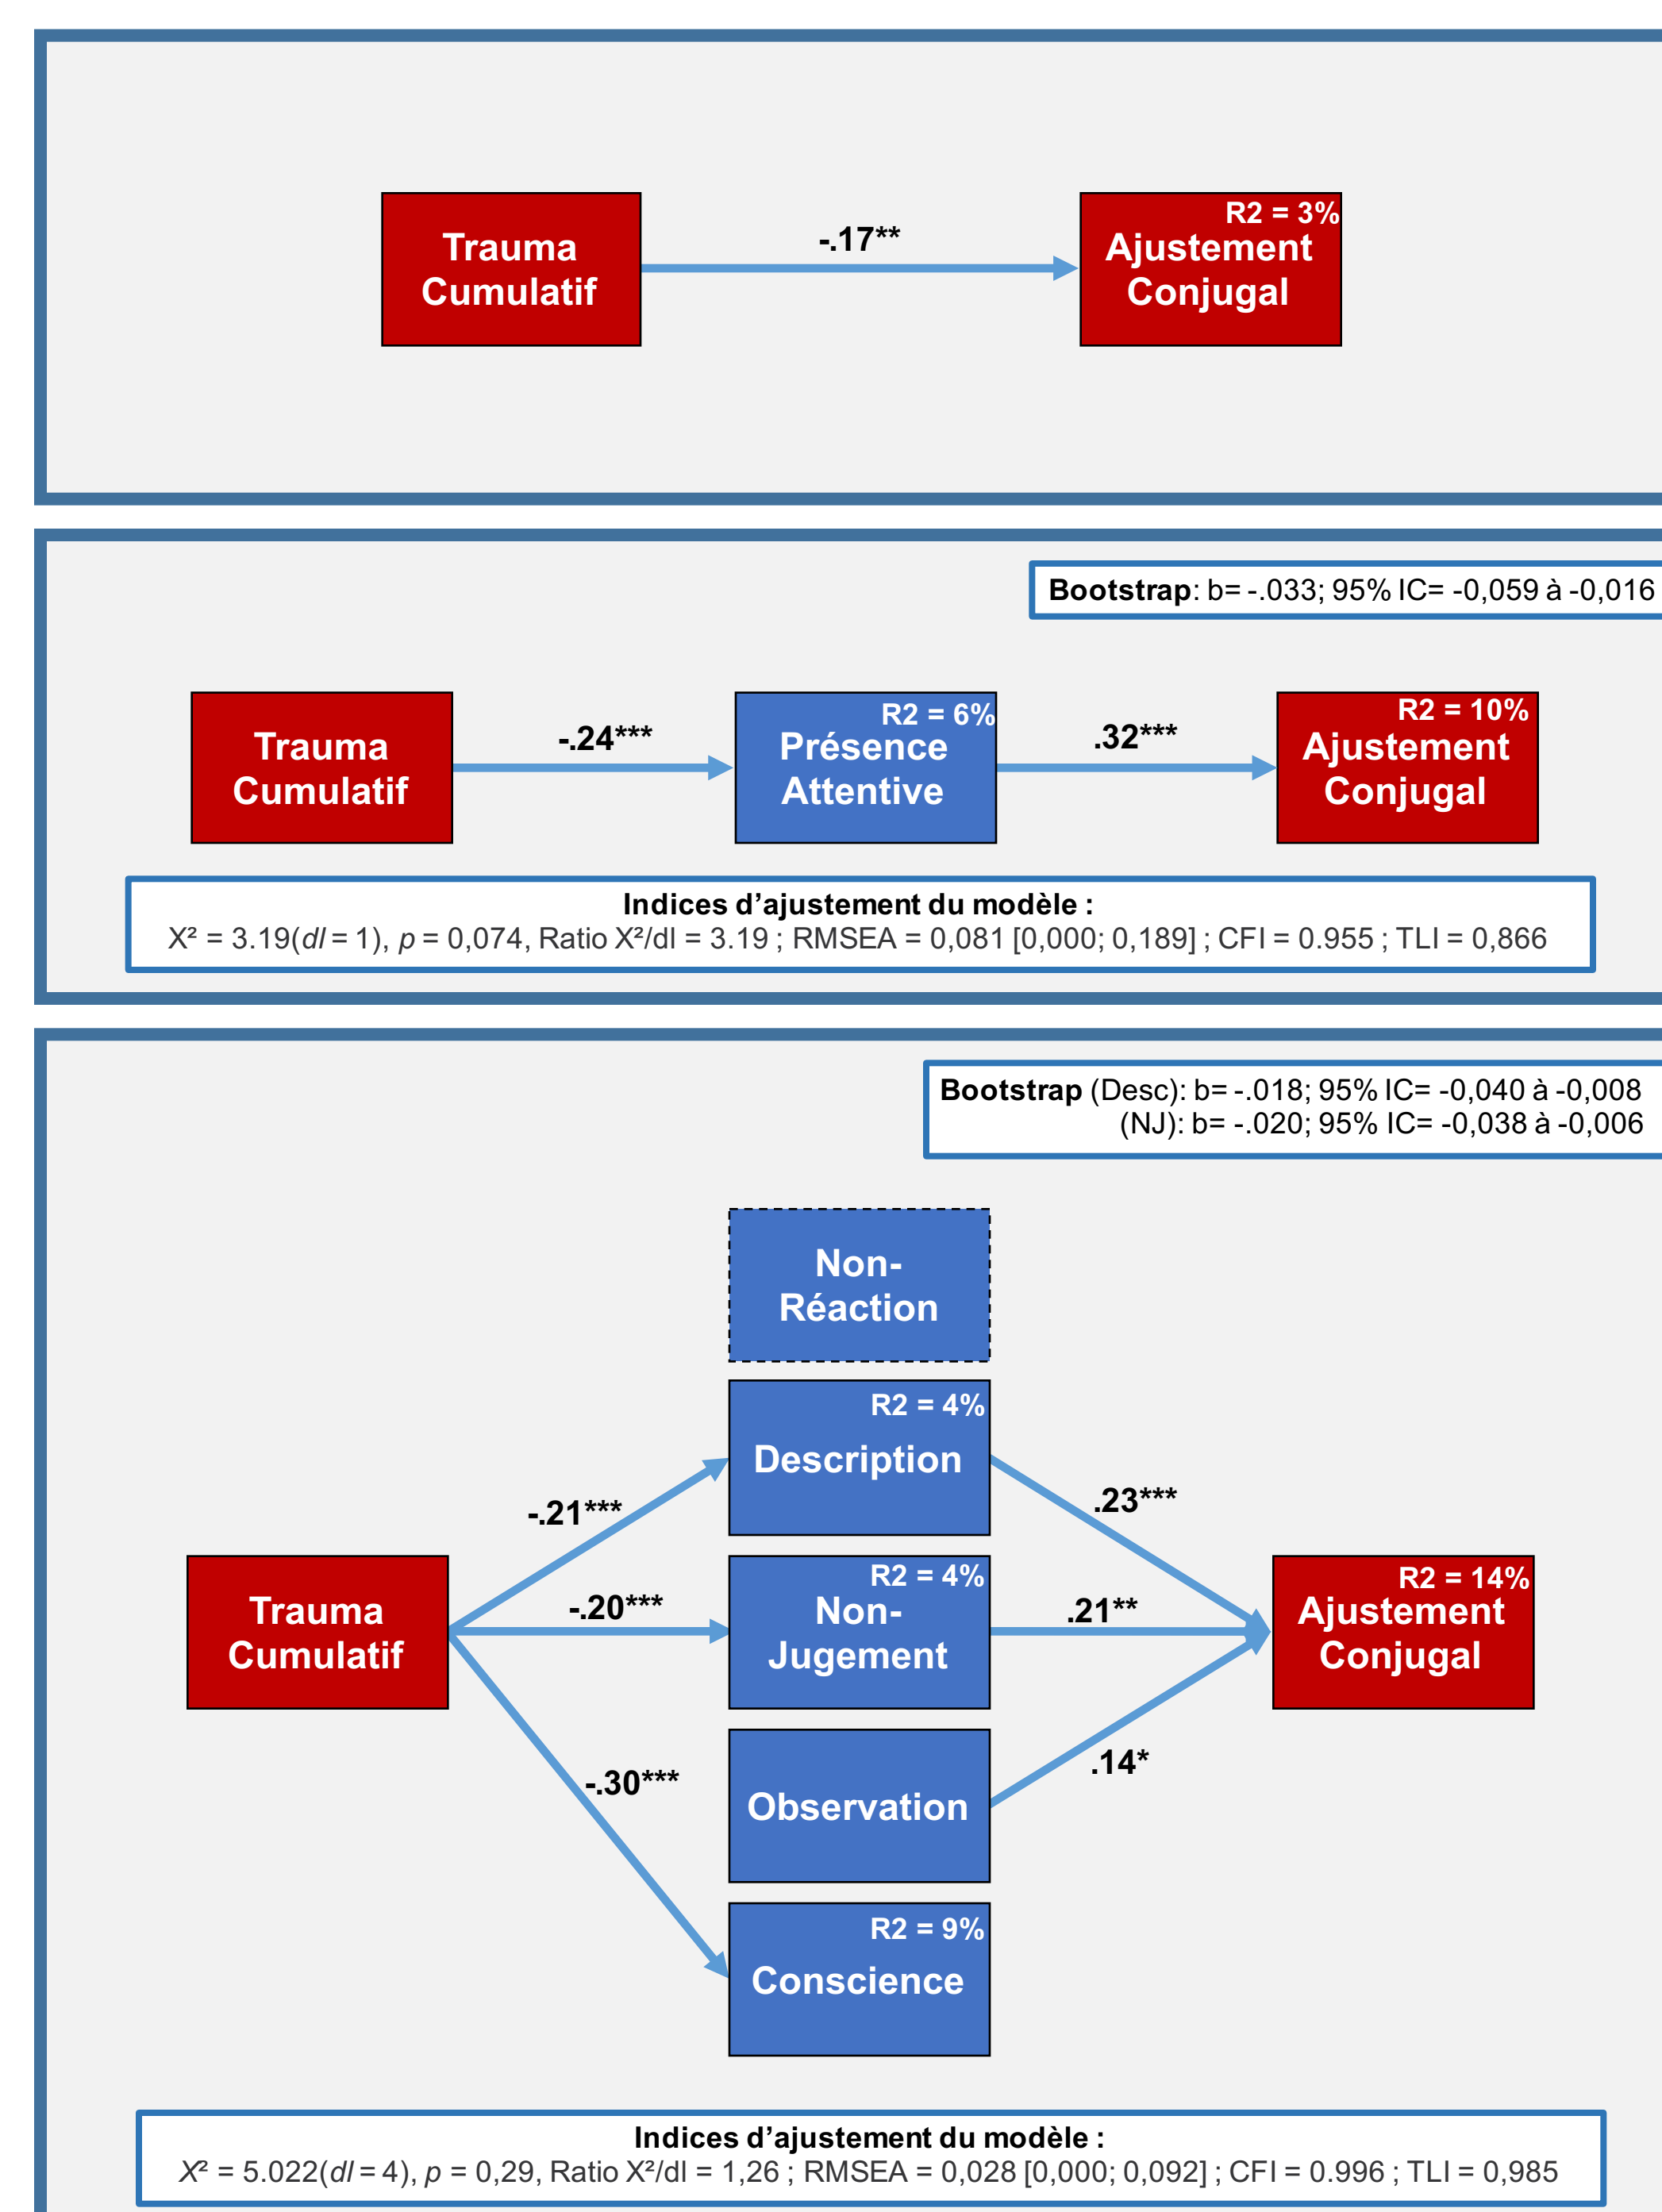 R2 = 3%
Trauma
Cumulatif
-.17**
Ajustement
Conjugal
Bootstrap: b= -.033; 95% IC= -0,059 à -0,016
Trauma
Cumulatif
-.24***
R2 = 6%
Présence
Attentive
.32***
R2 = 10%
Ajustement
Conjugal
Indices d’ajustement du modèle :
X² = 3.19(dl = 1), p = 0,074, Ratio X²/dl = 3.19 ; RMSEA = 0,081 [0,000; 0,189] ; CFI = 0.955 ; TLI = 0,866
Bootstrap (Desc): b= -.018; 95% IC= -0,040 à -0,008
(NJ): b= -.020; 95% IC= -0,038 à -0,006
Non-
Réaction
R2 = 4%
Description
-.21***
.23***
Trauma
Cumulatif
-.20***
R2 = 4%
Non-
Jugement
.21**
R2 = 14%
Ajustement
Conjugal
-.30***
.14*
Observation
R2 = 9%
Conscience
Indices d’ajustement du modèle :
X² = 5.022(dl = 4), p = 0,29, Ratio X²/dl = 1,26 ; RMSEA = 0,028 [0,000; 0,092] ; CFI = 0.996 ; TLI = 0,985